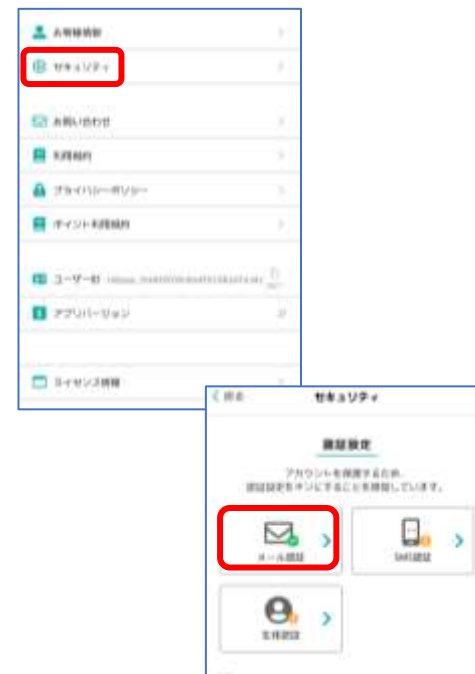 お客様情報
セキュリティ
お問い合わせ
利用規約
プライバシーポリシー
ポイント利用規約
ユーザーID
アプリバージョン
ライセンス情報
戻る
セキュリティ
認証設定
アカウントを保護するため、
認証設定をオンにすることを推奨しています。
メール認証
SMS認証
生体認証